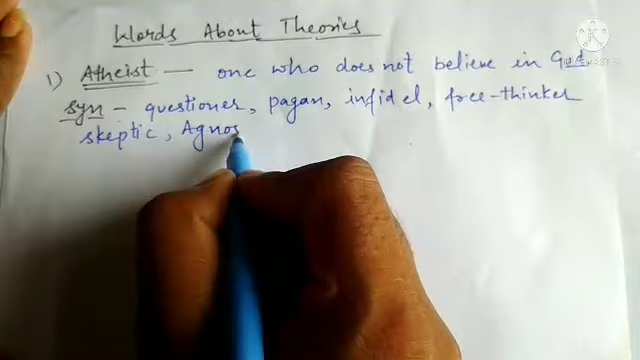 Words About Theories
1) Atheist — one who does not believe in God
syn - questioner, pagan, infidel, free-thinker
skeptic, Agnos